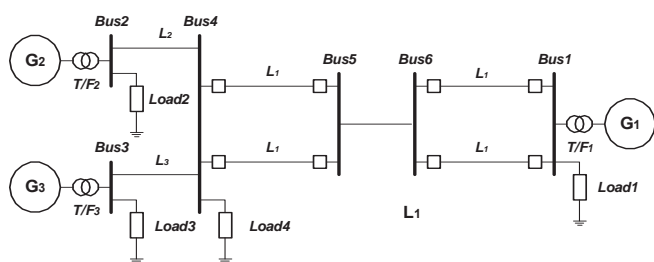 Bus2
Bus4
L2
G2
T/F2
Load2
Bus5
Bus6
Bus1
L1
L1
L1
L1
G1
T/F1
Load1
Bus3
L3
G3
T/F3
Load3
Load4
L1